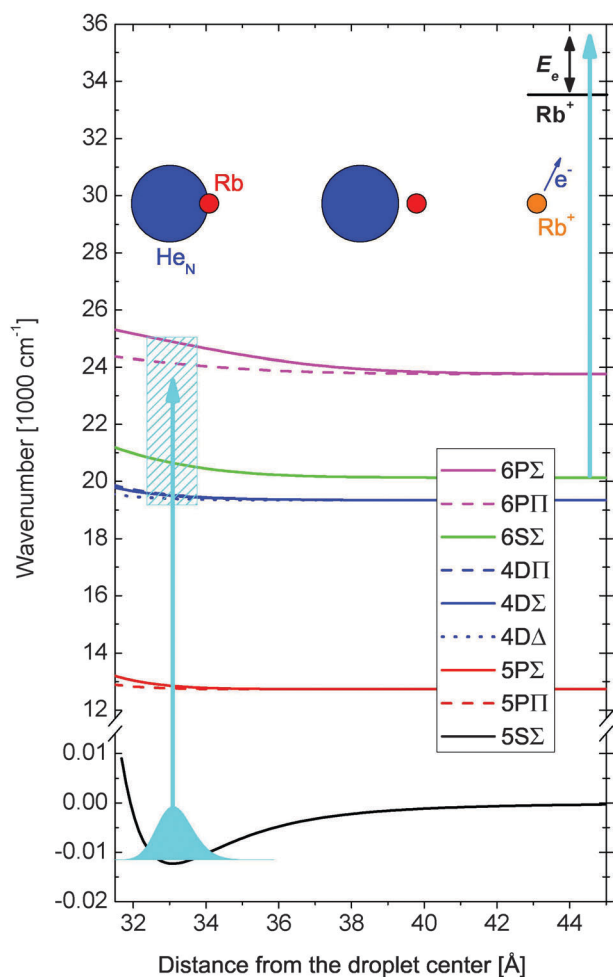 36
34
32
30
28
26
24
22
20
18
16
14
12
0.01
0.00
-0.01
-0.02
Wavenumber [1000 cm⁻¹]
Eₑ
Rb⁺
Rb
HeN
e⁻
Rb⁺
6PΣ
6PΠ
6SΣ
4DΠ
4DΣ
4DΔ
5PΣ
5PΠ
5SΣ
32 34 36 38 40 42 44
Distance from the droplet center [Å]